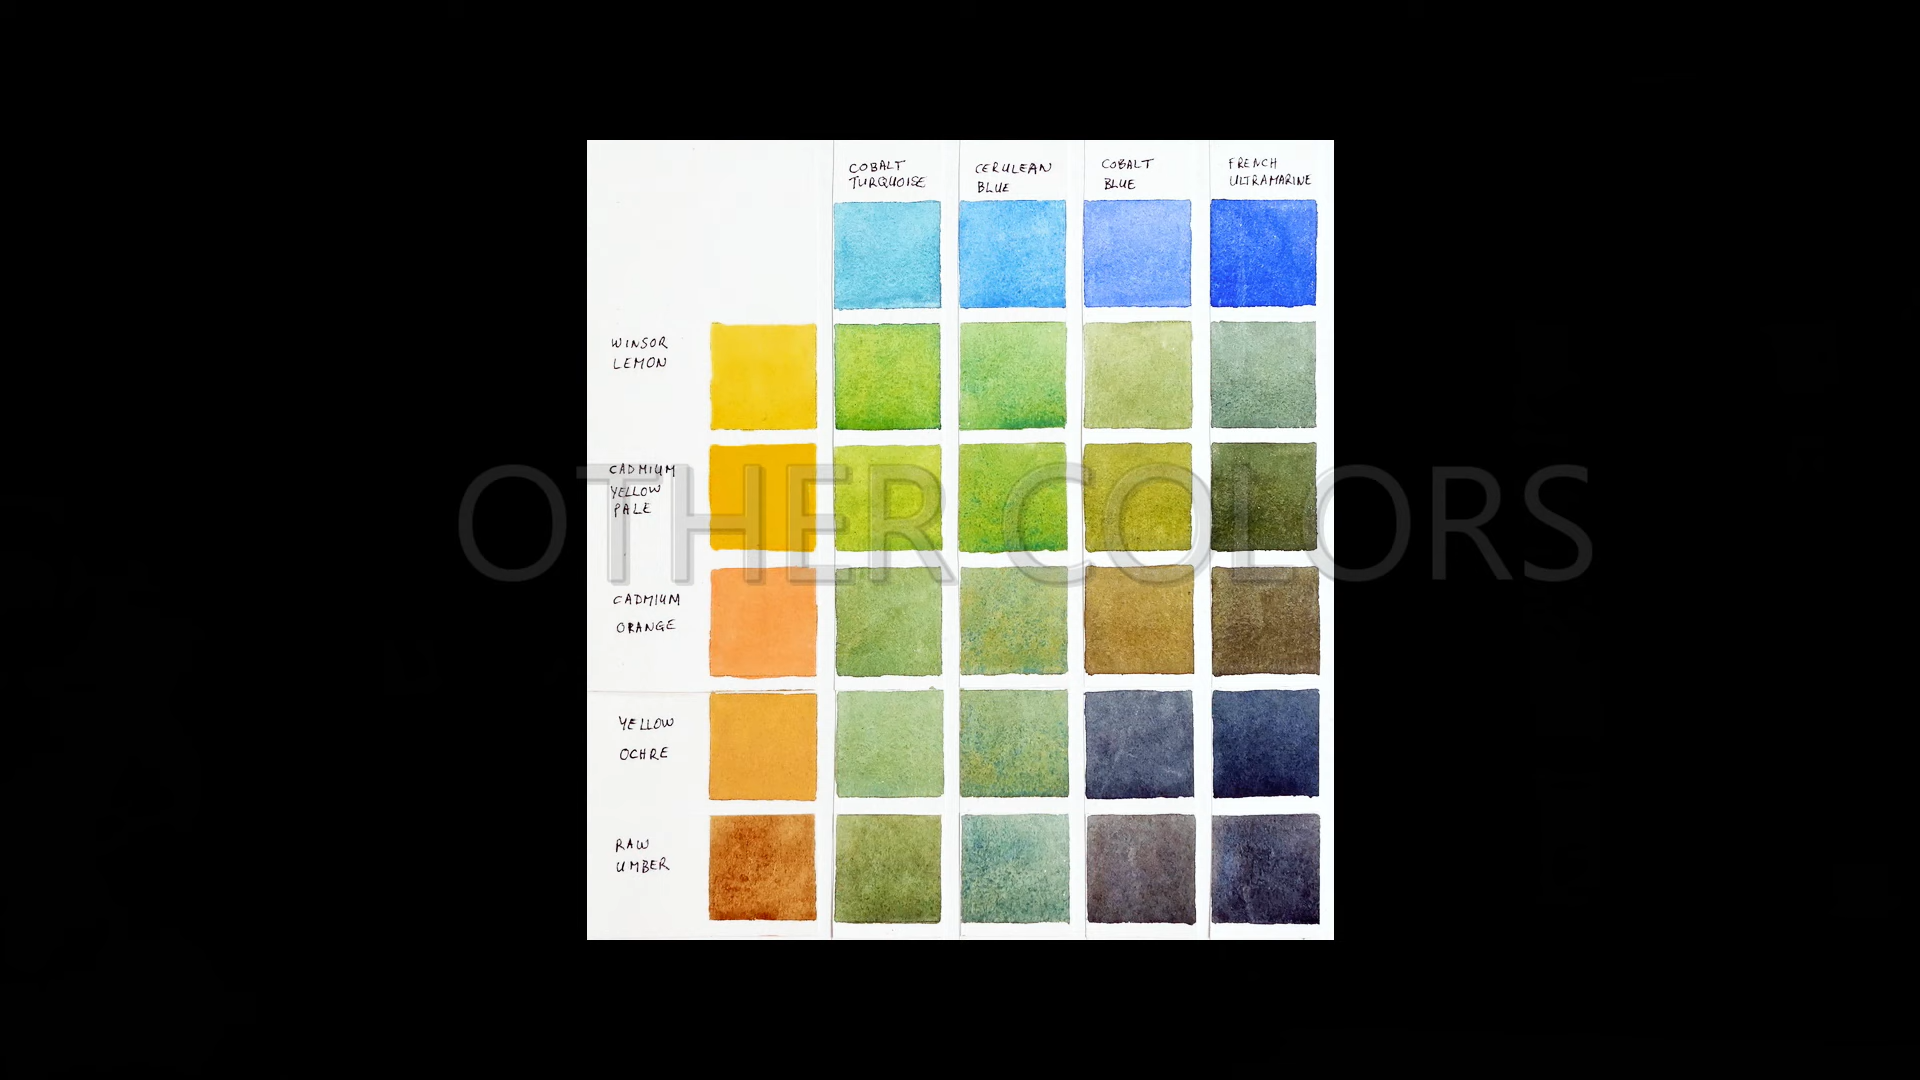 COBALT
TURQUOISE
CERULEAN
BLUE
COBALT
BLUE
FRENCH
ULTRAMARINE
WINSOR
LEMON
CADMIUM
YELLOW
PALE
OTHER COLORS
CADMIUM
ORANGE
YELLOW
OCHRE
RAW
UMBER